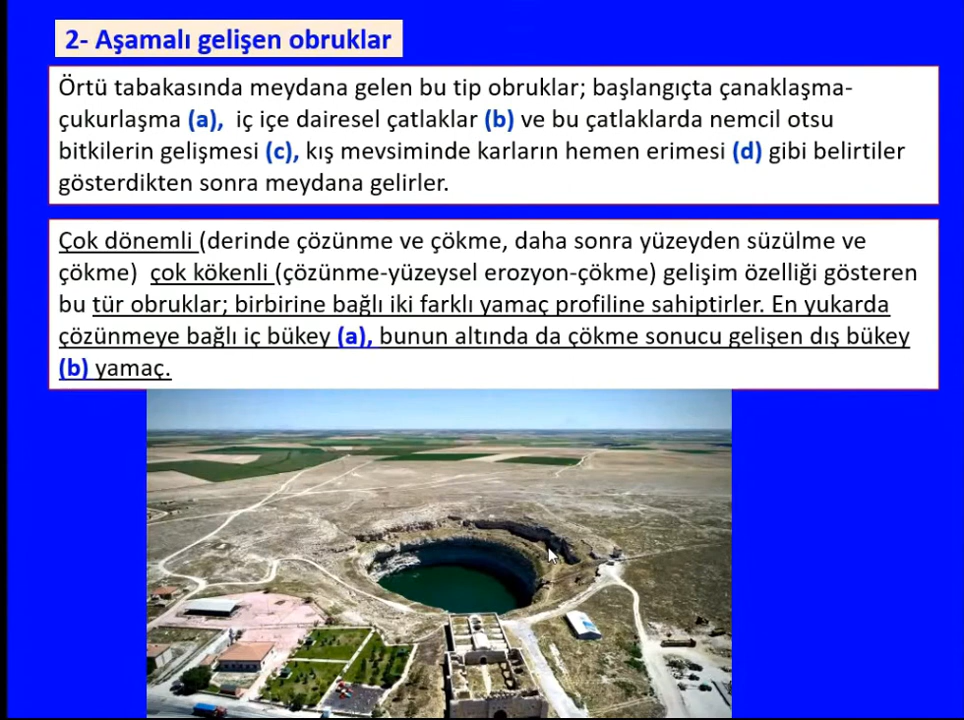 2- Aşamalı gelişen obruklar
Örtü tabakasında meydana gelen bu tip obruklar; başlangıçta çanaklaşma-
çukurlaşma (a), iç içe dairesel çatlaklar (b) ve bu çatlaklarda nemcil otsu
bitkilerin gelişmesi (c), kış mevsiminde karların hemen erimesi (d) gibi belirtiler
gösterdikten sonra meydana gelirler.
Çok dönemli (derinde çözünme ve çökme, daha sonra yüzeyden süzülme ve
çökme) çok kökenli (çözünme-yüzeysel erozyon-çökme) gelişim özelliği gösteren
bu tür obruklar; birbirine bağlı iki farklı yamaç profiline sahiptirler. En yukarda
çözünmeye bağlı iç bükey (a), bunun altında da çökme sonucu gelişen dış bükey
(b) yamaç.